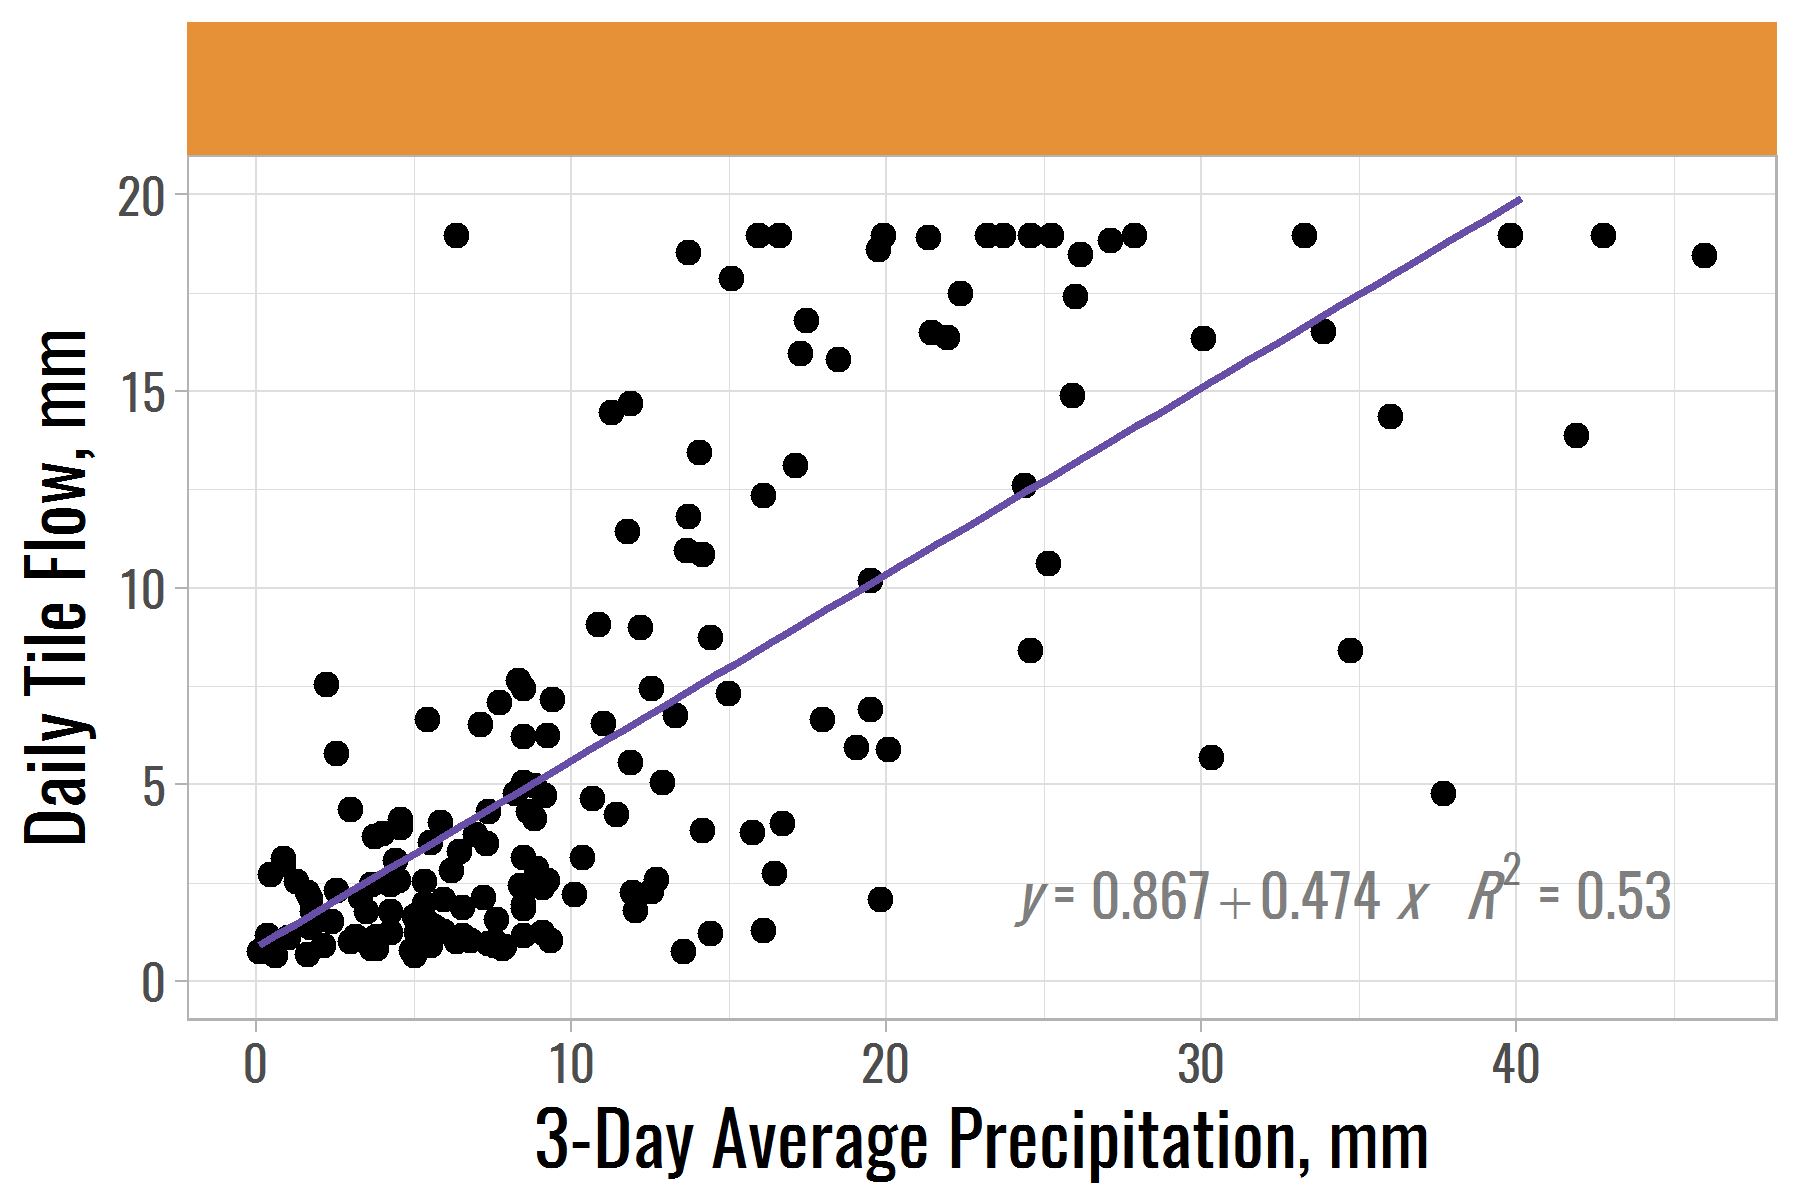 20
15
10
5
0
Daily Tile Flow, mm
y = 0.867+0.474 x R² = 0.53
0 10 20 30 40
3-Day Average Precipitation, mm